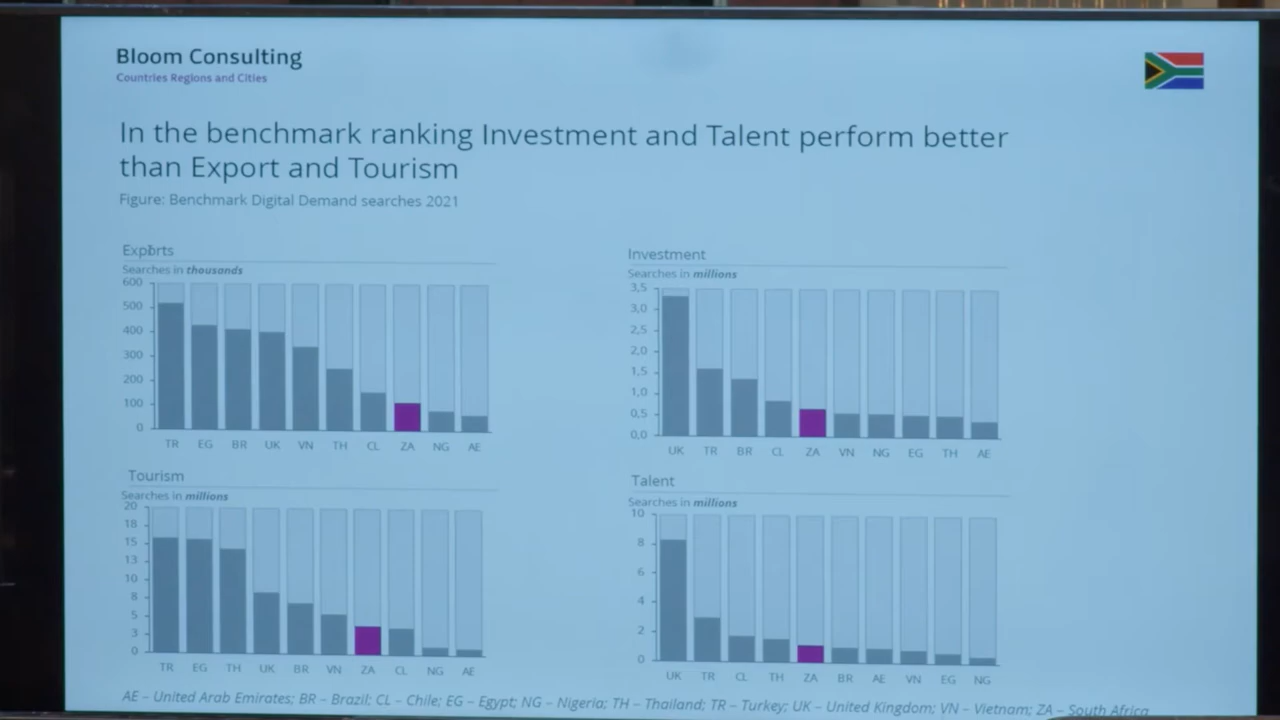 Bloom Consulting
Countries Regions and Cities
In the benchmark ranking Investment and Talent perform better
than Export and Tourism
Figure: Benchmark Digital Demand searches 2021
Exports
Searches in thousands
600
500
400
300
200
100
0
TR EG BR UK VN TH CL ZA NG AE
Investment
Searches in millions
3,5
3,0
2,5
2,0
1,5
1,0
0,5
0,0
UK TR BR CL ZA VN NG EG TH AE
Tourism
Searches in millions
20
18
15
13
10
8
5
3
0
TR EG TH UK BR VN ZA CL NG AE
Talent
Searches in millions
10
8
6
4
2
0
UK TR CL TH ZA BR AE VN EG NG
AE – United Arab Emirates; BR – Brazil; CL – Chile; EG – Egypt; NG – Nigeria; TH – Thailand; TR – Turkey; UK – United Kingdom; VN – Vietnam; ZA – South Africa